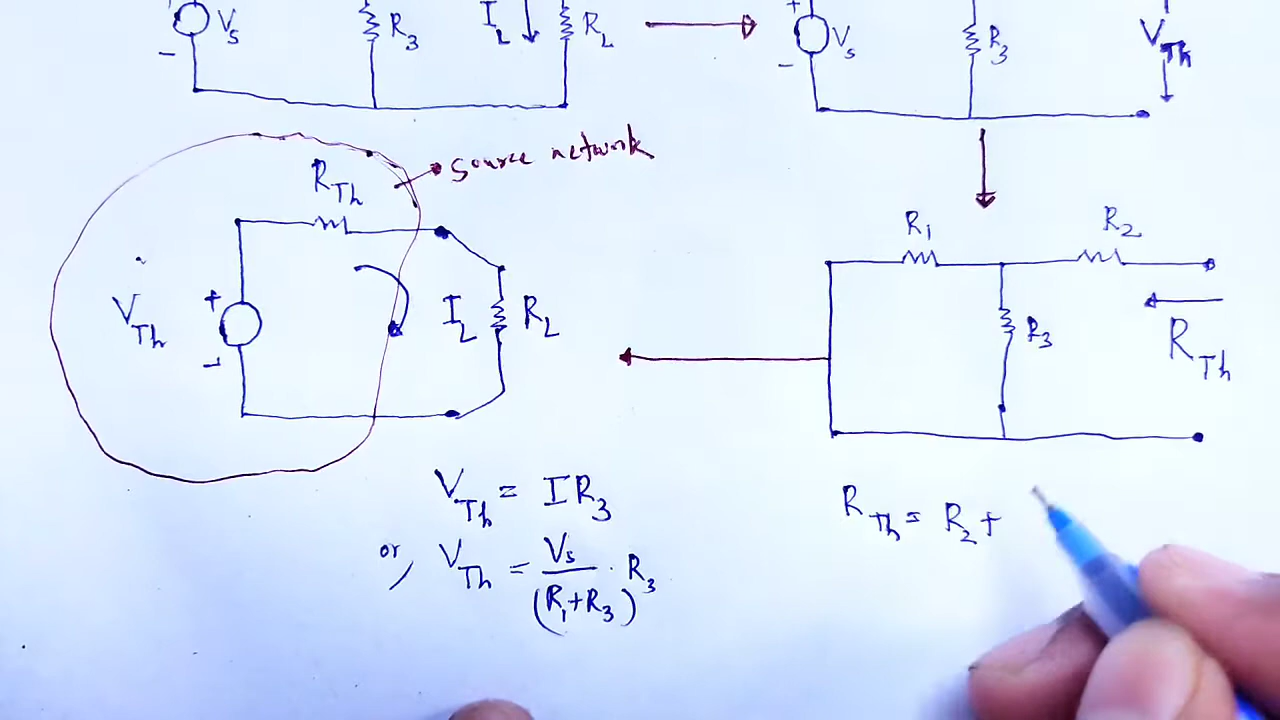 Vs R3 IL RL + Vs - R3 VTh
-
source network
RTh
R1 R2
VTh + - IL RL
R3
RTh
VTh = IR3
RTh = R2 +
or, VTh = Vs/(R1+R3) . R3